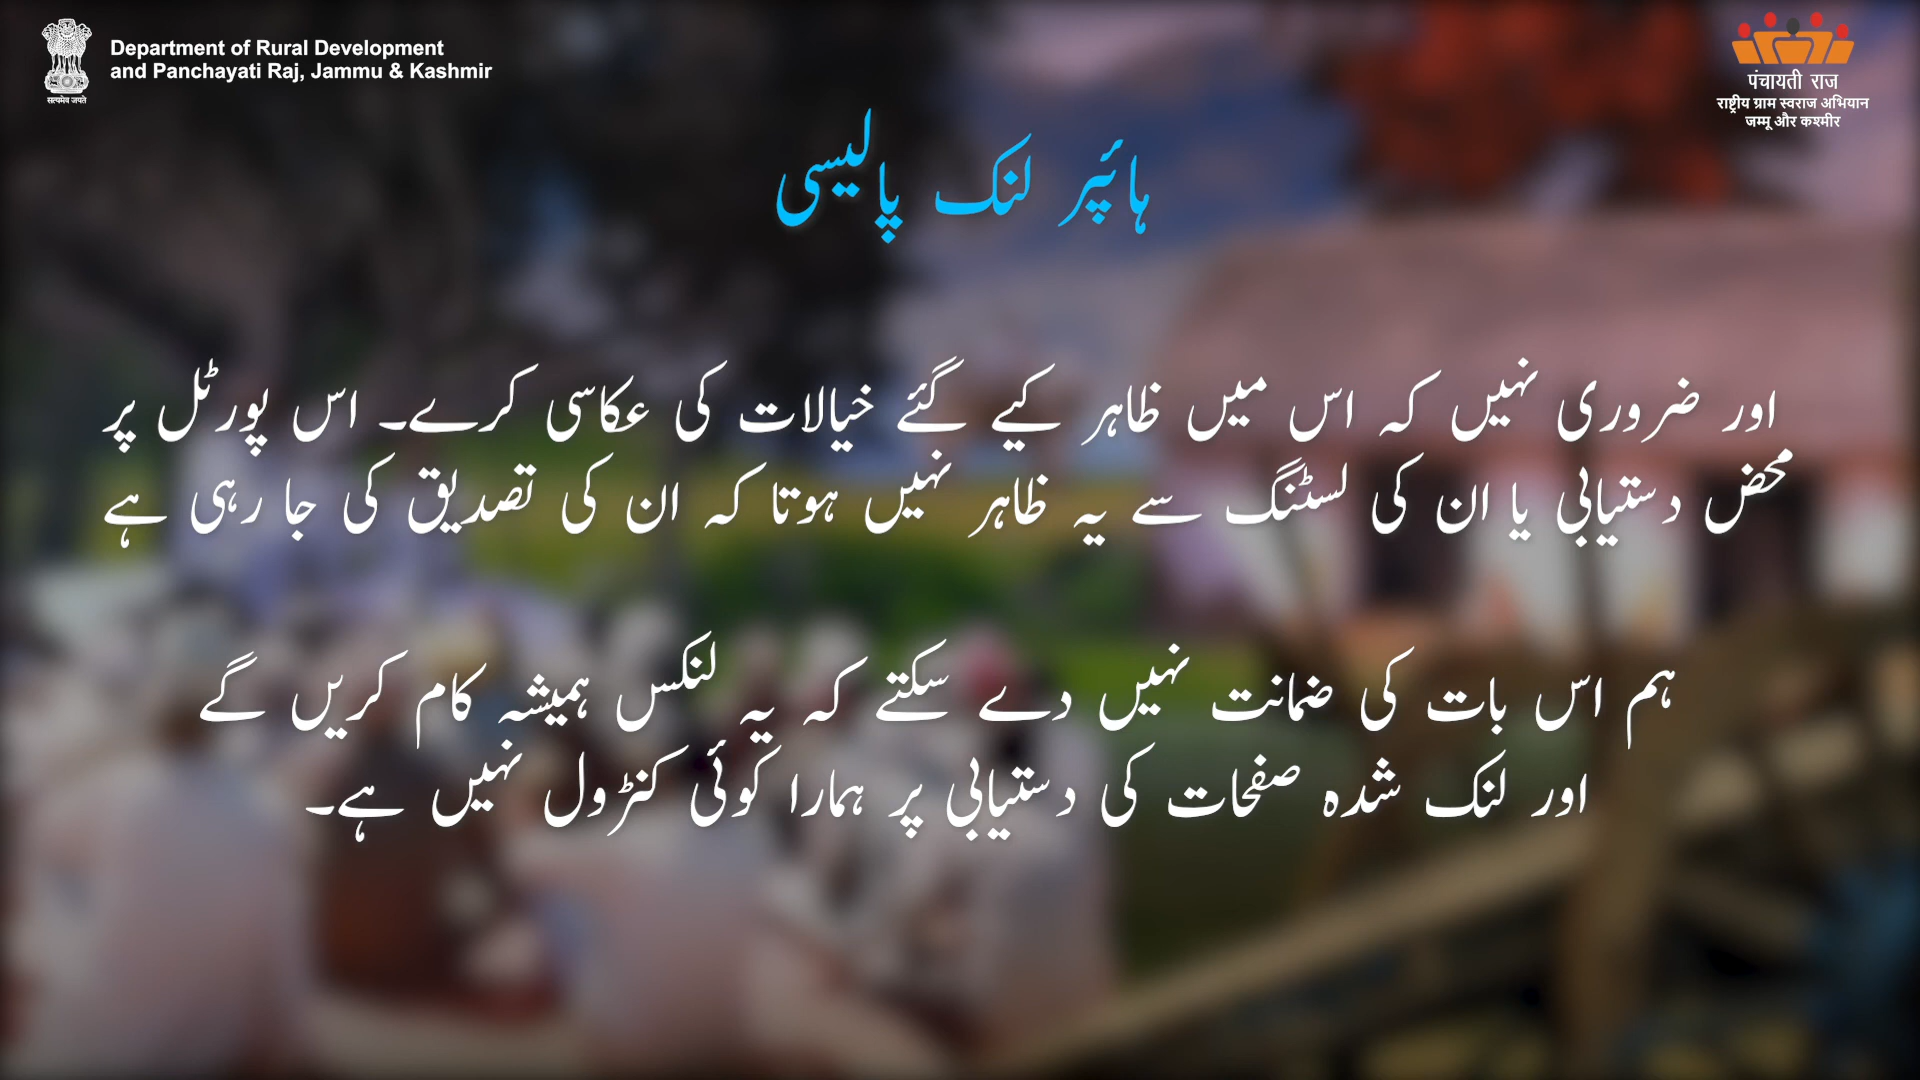 Department of Rural Development
and Panchayati Raj, Jammu & Kashmir
सत्यमेव जयते
पंचायती राज
राष्ट्रीय ग्राम स्वराज अभियान
जम्मू और कश्मीर
ہائپر لنک پالیسی
اور ضروری نہیں کہ اس میں ظاہر کیے گئے خیالات کی عکاسی کرے۔ اس پورٹل پر
محض دستیابی یا ان کی لسٹنگ سے یہ ظاہر نہیں ہوتا کہ ان کی تصدیق کی جا رہی ہے
ہم اس بات کی ضمانت نہیں دے سکتے کہ یہ لنکس ہمیشہ کام کریں گے
اور لنک شدہ صفحات کی دستیابی پر ہمارا کوئی کنٹرول نہیں ہے۔